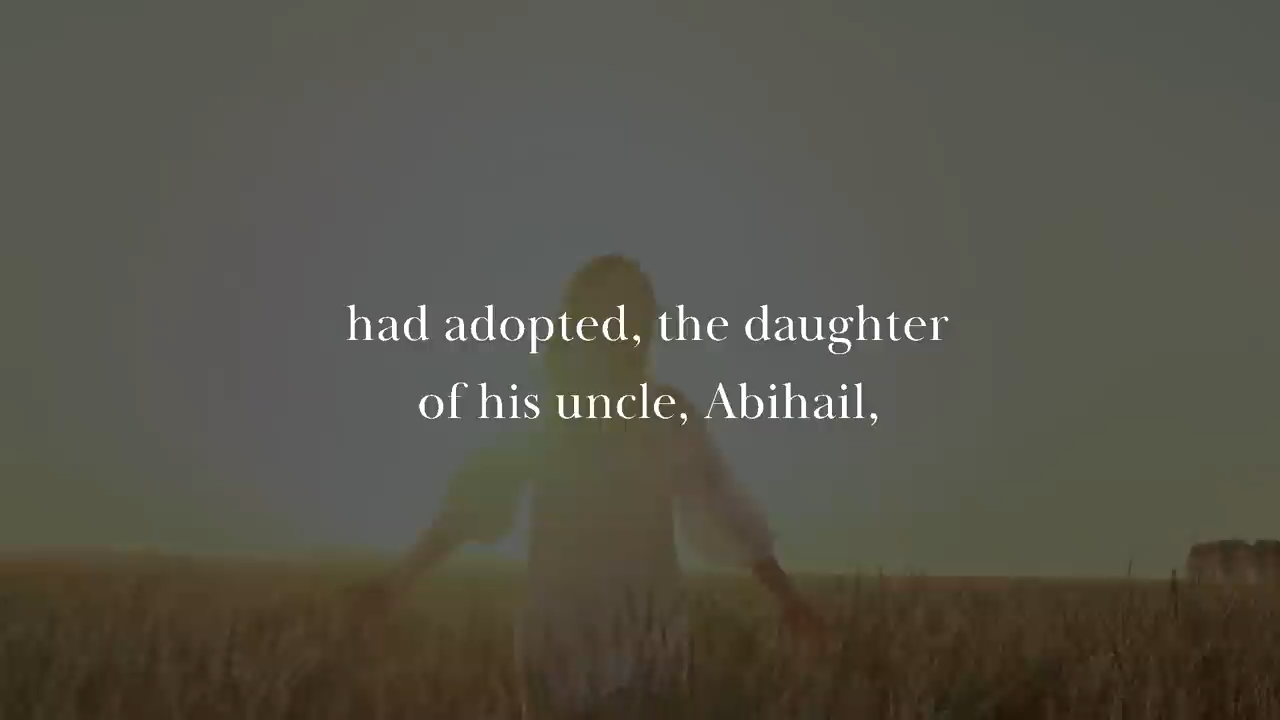 had adopted, the daughter
of his uncle, Abihail,